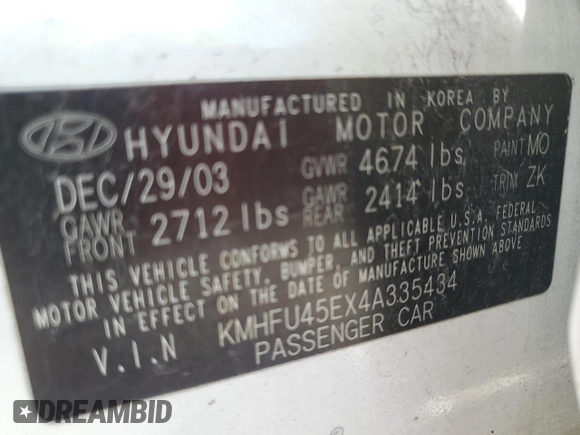 MANUFACTURED IN KOREA BY
HYUNDAI MOTOR COMPANY
DEC/29/03 GVWR 4674 lbs PAINT MO
GAWR FRONT 2712 lbs GAWR REAR 2414 lbs TRIM ZK
THIS VEHICLE CONFORMS TO ALL APPLICABLE U.S.A. FEDERAL
MOTOR VEHICLE SAFETY, BUMPER, AND THEFT PREVENTION STANDARDS
IN EFFECT ON THE DATE OF MANUFACTURE SHOWN ABOVE
V.I.N KMHFU45EX4A335434
PASSENGER CAR
DREAMBID